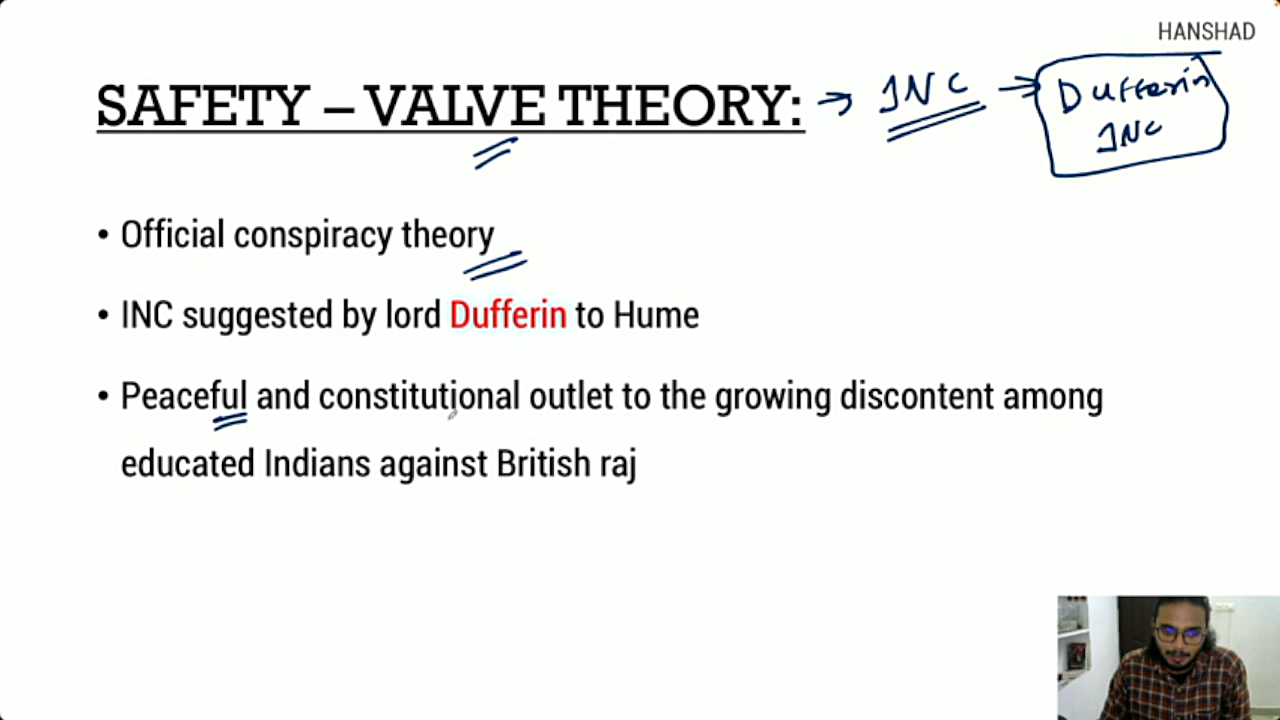 HANSHAD
SAFETY – VALVE THEORY: → INC → Dufferin
INC
• Official conspiracy theory
• INC suggested by lord Dufferin to Hume
• Peaceful and constitutional outlet to the growing discontent among
educated Indians against British raj